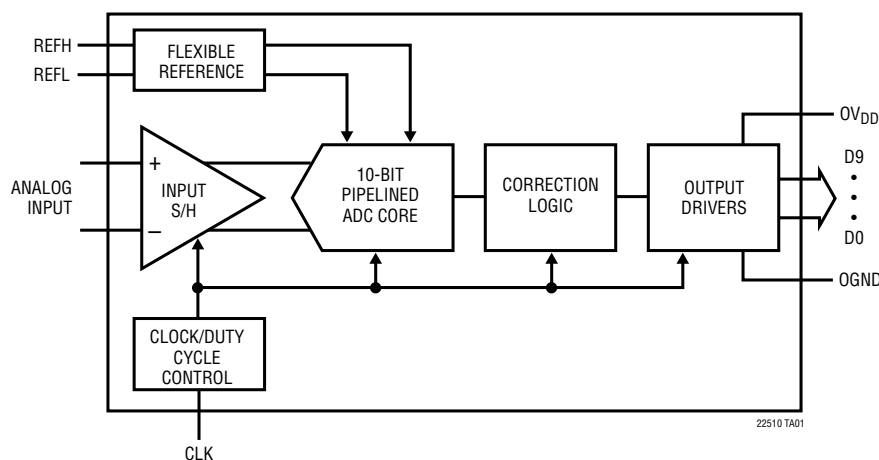 REFH
REFL
FLEXIBLE
REFERENCE
ANALOG
INPUT
+
−
INPUT
S/H
10-BIT
PIPELINED
ADC CORE
CORRECTION
LOGIC
OUTPUT
DRIVERS
OVDD
D9
•
•
•
D0
OGND
CLOCK/DUTY
CYCLE
CONTROL
CLK
22510 TA01